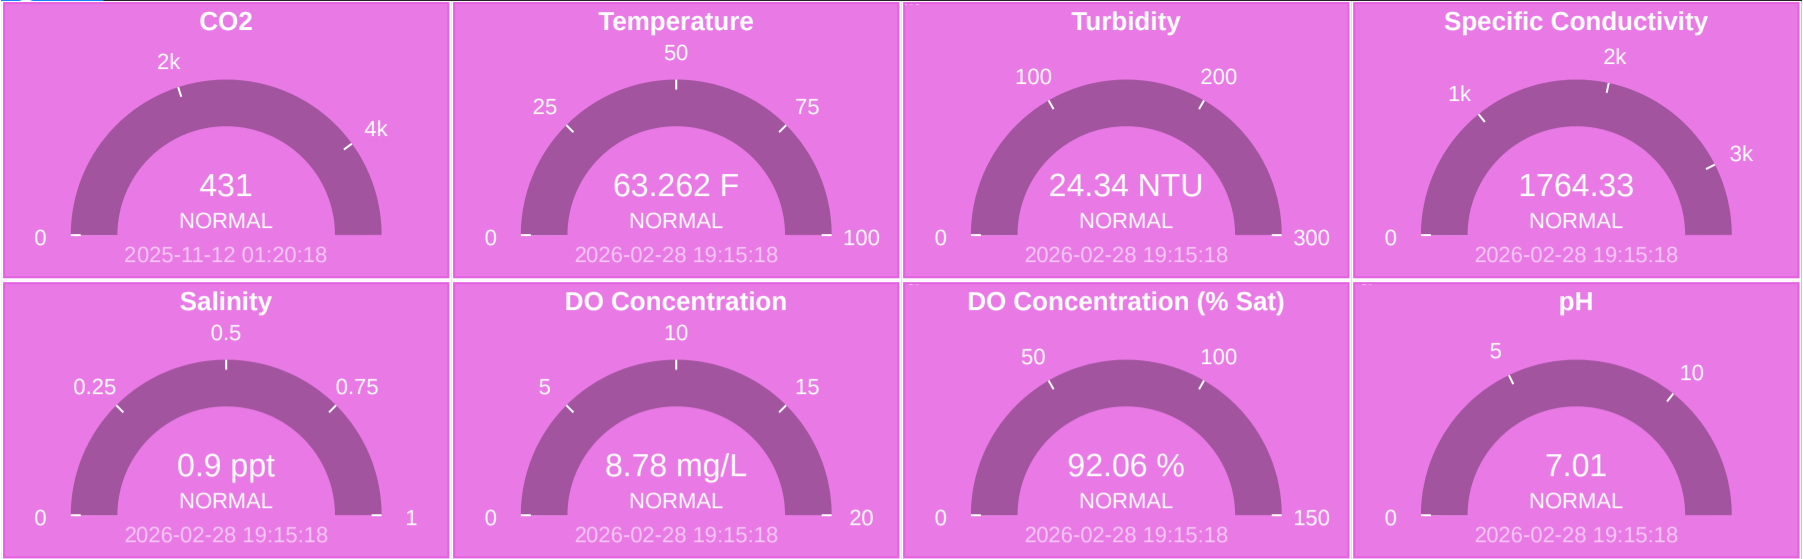 CO2
2k
4k
431
NORMAL
0
2025-11-12 01:20:18
Temperature
50
25
75
63.262 F
NORMAL
0
100
2026-02-28 19:15:18
Turbidity
100
200
24.34 NTU
NORMAL
0
300
2026-02-28 19:15:18
Specific Conductivity
2k
1k
3k
1764.33
NORMAL
0
2026-02-28 19:15:18
Salinity
0.5
0.25
0.75
0.9 ppt
NORMAL
0
1
2026-02-28 19:15:18
DO Concentration
10
5
15
8.78 mg/L
NORMAL
0
20
2026-02-28 19:15:18
DO Concentration (% Sat)
50
100
92.06 %
NORMAL
0
150
2026-02-28 19:15:18
pH
5
10
7.01
NORMAL
0
2026-02-28 19:15:18